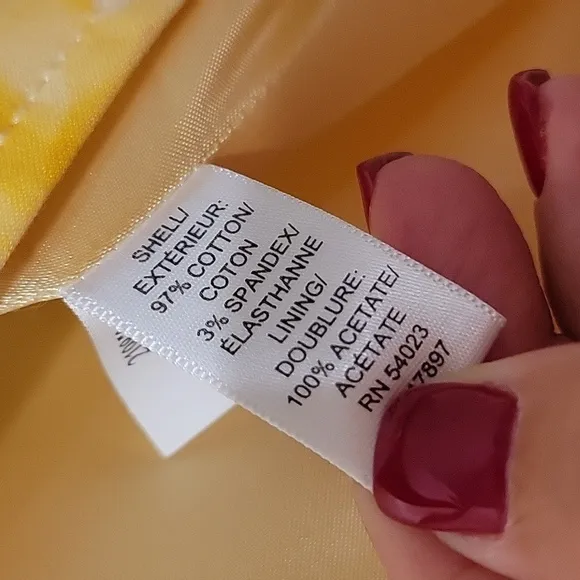 SHELL/
EXTÉRIEUR:
97% COTTON/
COTON
3% SPANDEX/
ÉLASTHANNE
LINING/
DOUBLURE:
100% ACETATE/
ACÉTATE
RN 54023